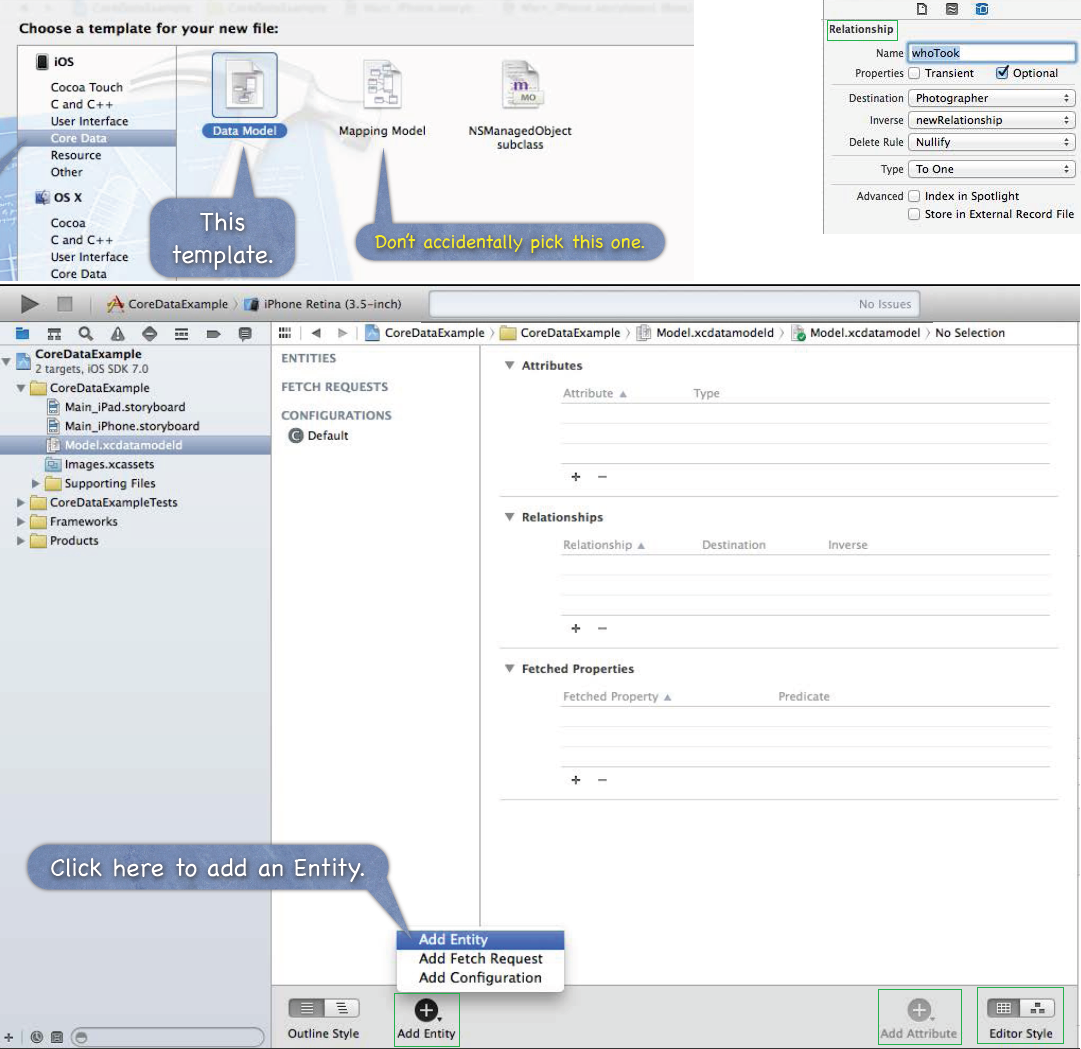 Choose a template for your new file:
iOS
Cocoa Touch
C and C++
User Interface
Core Data
Resource
Other
OS X
Cocoa
C and C++
User Interface
Core Data
Data Model
Mapping Model
NSManagedObject
subclass
m
MO
This
template.
Don't accidentally pick this one.
Relationship
Name whoTook
Properties Transient Optional
Destination Photographer
Inverse newRelationship
Delete Rule Nullify
Type To One
Advanced Index in Spotlight
Store in External Record File
CoreDataExample iPhone Retina (3.5-inch)
No Issues
CoreDataExample CoreDataExample Model.xcdatamodeld Model.xcdatamodel No Selection
CoreDataExample
2 targets, iOS SDK 7.0
CoreDataExample
Main_iPad.storyboard
Main_iPhone.storyboard
Model.xcdatamodeld
Images.xcassets
Supporting Files
CoreDataExampleTests
Frameworks
Products
ENTITIES
FETCH REQUESTS
CONFIGURATIONS
C Default
Attributes
Attribute Type
+ −
Relationships
Relationship Destination Inverse
+ −
Fetched Properties
Fetched Property Predicate
+ −
Click here to add an Entity.
Add Entity
Add Fetch Request
Add Configuration
Outline Style
Add Entity
Add Attribute
Editor Style